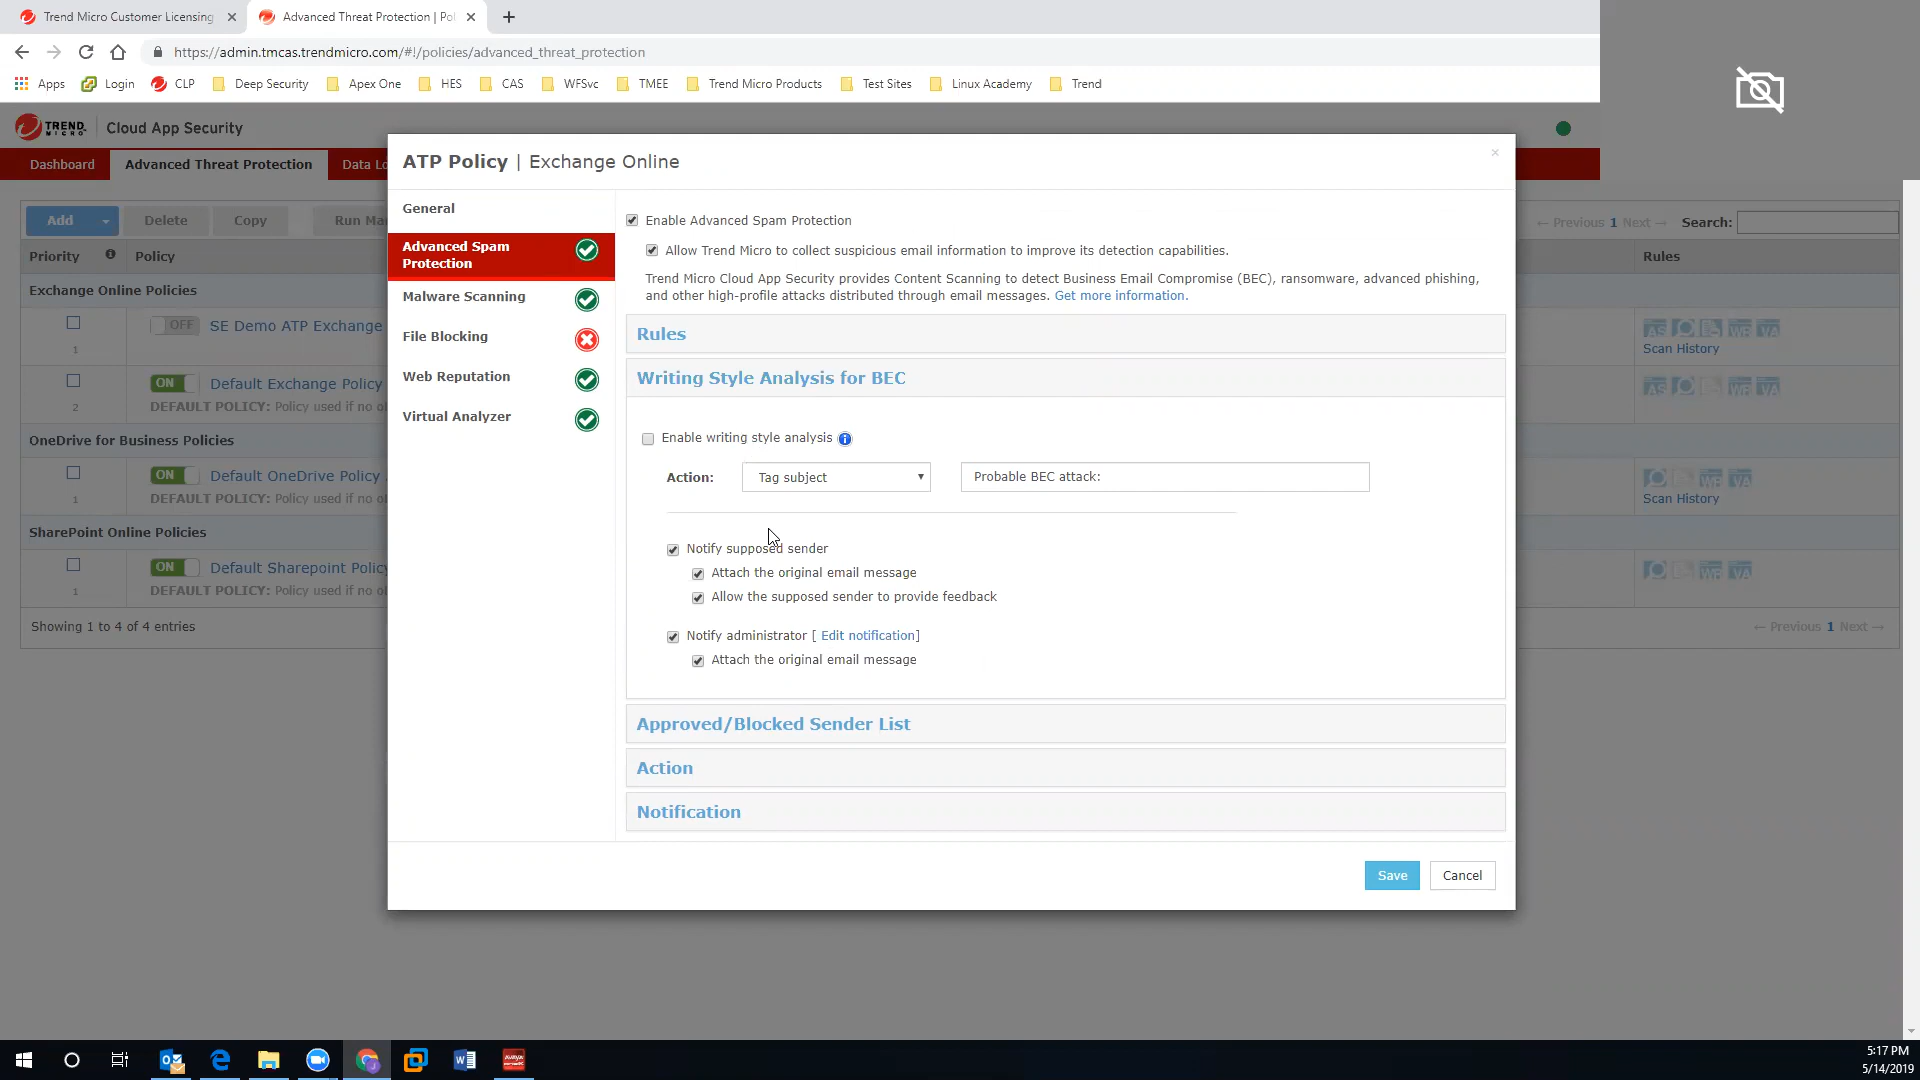 Trend Micro Customer Licensing
Advanced Threat Protection | Pol
https://admin.tmcas.trendmicro.com/#!/policies/advanced_threat_protection
Apps Login CLP Deep Security Apex One HES CAS WFSvc TMEE Trend Micro Products Test Sites Linux Academy Trend
TREND MICRO Cloud App Security
Dashboard Advanced Threat Protection Data Lo
ATP Policy | Exchange Online
Add Delete Copy Run Ma
← Previous 1 Next → Search:
Priority Policy Rules
Exchange Online Policies
OFF SE Demo ATP Exchange
1
Scan History
ON Default Exchange Policy
2 DEFAULT POLICY: Policy used if no ob
OneDrive for Business Policies
ON Default OneDrive Policy
1 DEFAULT POLICY: Policy used if no ob
Scan History
SharePoint Online Policies
ON Default Sharepoint Policy
1 DEFAULT POLICY: Policy used if no ob
Showing 1 to 4 of 4 entries
← Previous 1 Next →
General
Advanced Spam
Protection
Malware Scanning
File Blocking
Web Reputation
Virtual Analyzer
Enable Advanced Spam Protection
Allow Trend Micro to collect suspicious email information to improve its detection capabilities.
Trend Micro Cloud App Security provides Content Scanning to detect Business Email Compromise (BEC), ransomware, advanced phishing,
and other high-profile attacks distributed through email messages. Get more information.
Rules
Writing Style Analysis for BEC
Enable writing style analysis
Action: Tag subject Probable BEC attack:
Notify supposed sender
Attach the original email message
Allow the supposed sender to provide feedback
Notify administrator [ Edit notification]
Attach the original email message
Approved/Blocked Sender List
Action
Notification
Save Cancel
5:17 PM
5/14/2019